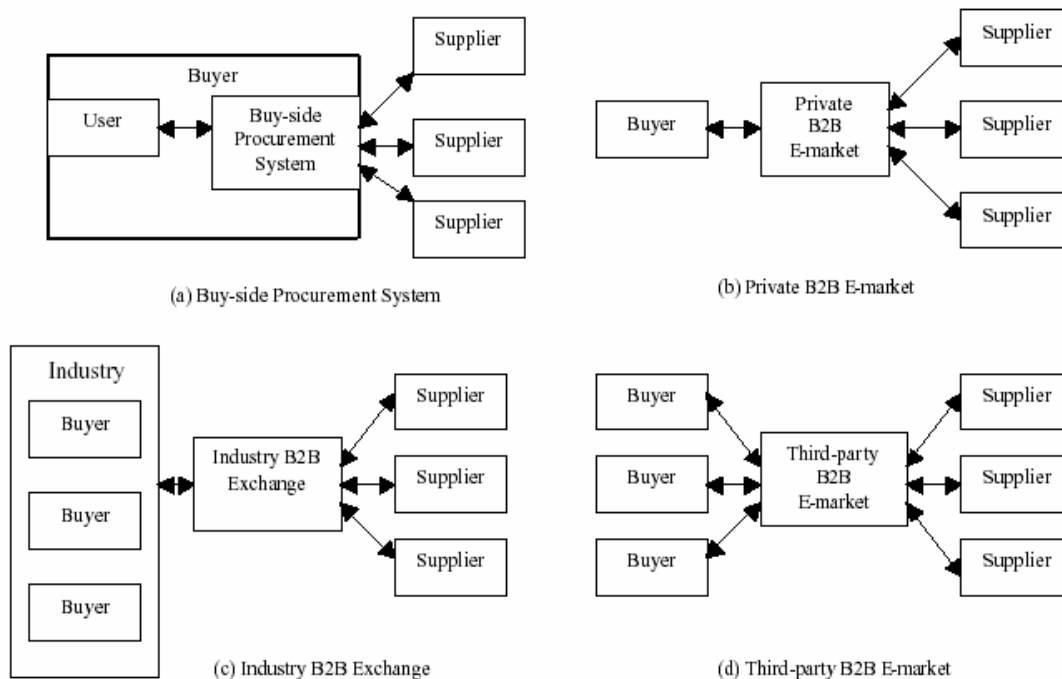 Buyer
User
Buy-side
Procurement
System
Supplier
Supplier
Supplier
(a) Buy-side Procurement System
Buyer
Private
B2B
E-market
Supplier
Supplier
Supplier
(b) Private B2B E-market
Industry
Buyer
Buyer
Buyer
Industry B2B
Exchange
Supplier
Supplier
Supplier
(c) Industry B2B Exchange
Buyer
Buyer
Buyer
Third-party
B2B
E-market
Supplier
Supplier
Supplier
(d) Third-party B2B E-market